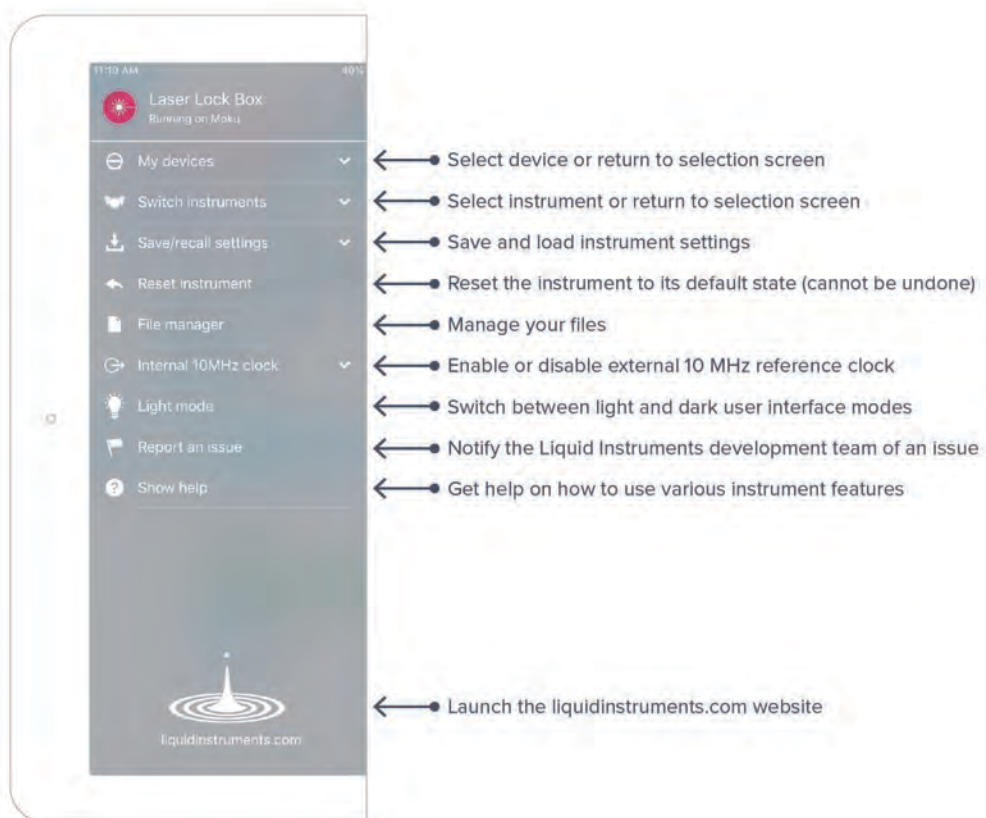 11:10 AM 40%
Laser Lock Box
Running on Moku
My devices
Select device or return to selection screen
Switch instruments
Select instrument or return to selection screen
Save/recall settings
Save and load instrument settings
Reset instrument
Reset the instrument to its default state (cannot be undone)
File manager
Manage your files
Internal 10MHz clock
Enable or disable external 10 MHz reference clock
Light mode
Switch between light and dark user interface modes
Report an issue
Notify the Liquid Instruments development team of an issue
? Show help
Get help on how to use various instrument features
Launch the liquidinstruments.com website
liquidinstruments.com